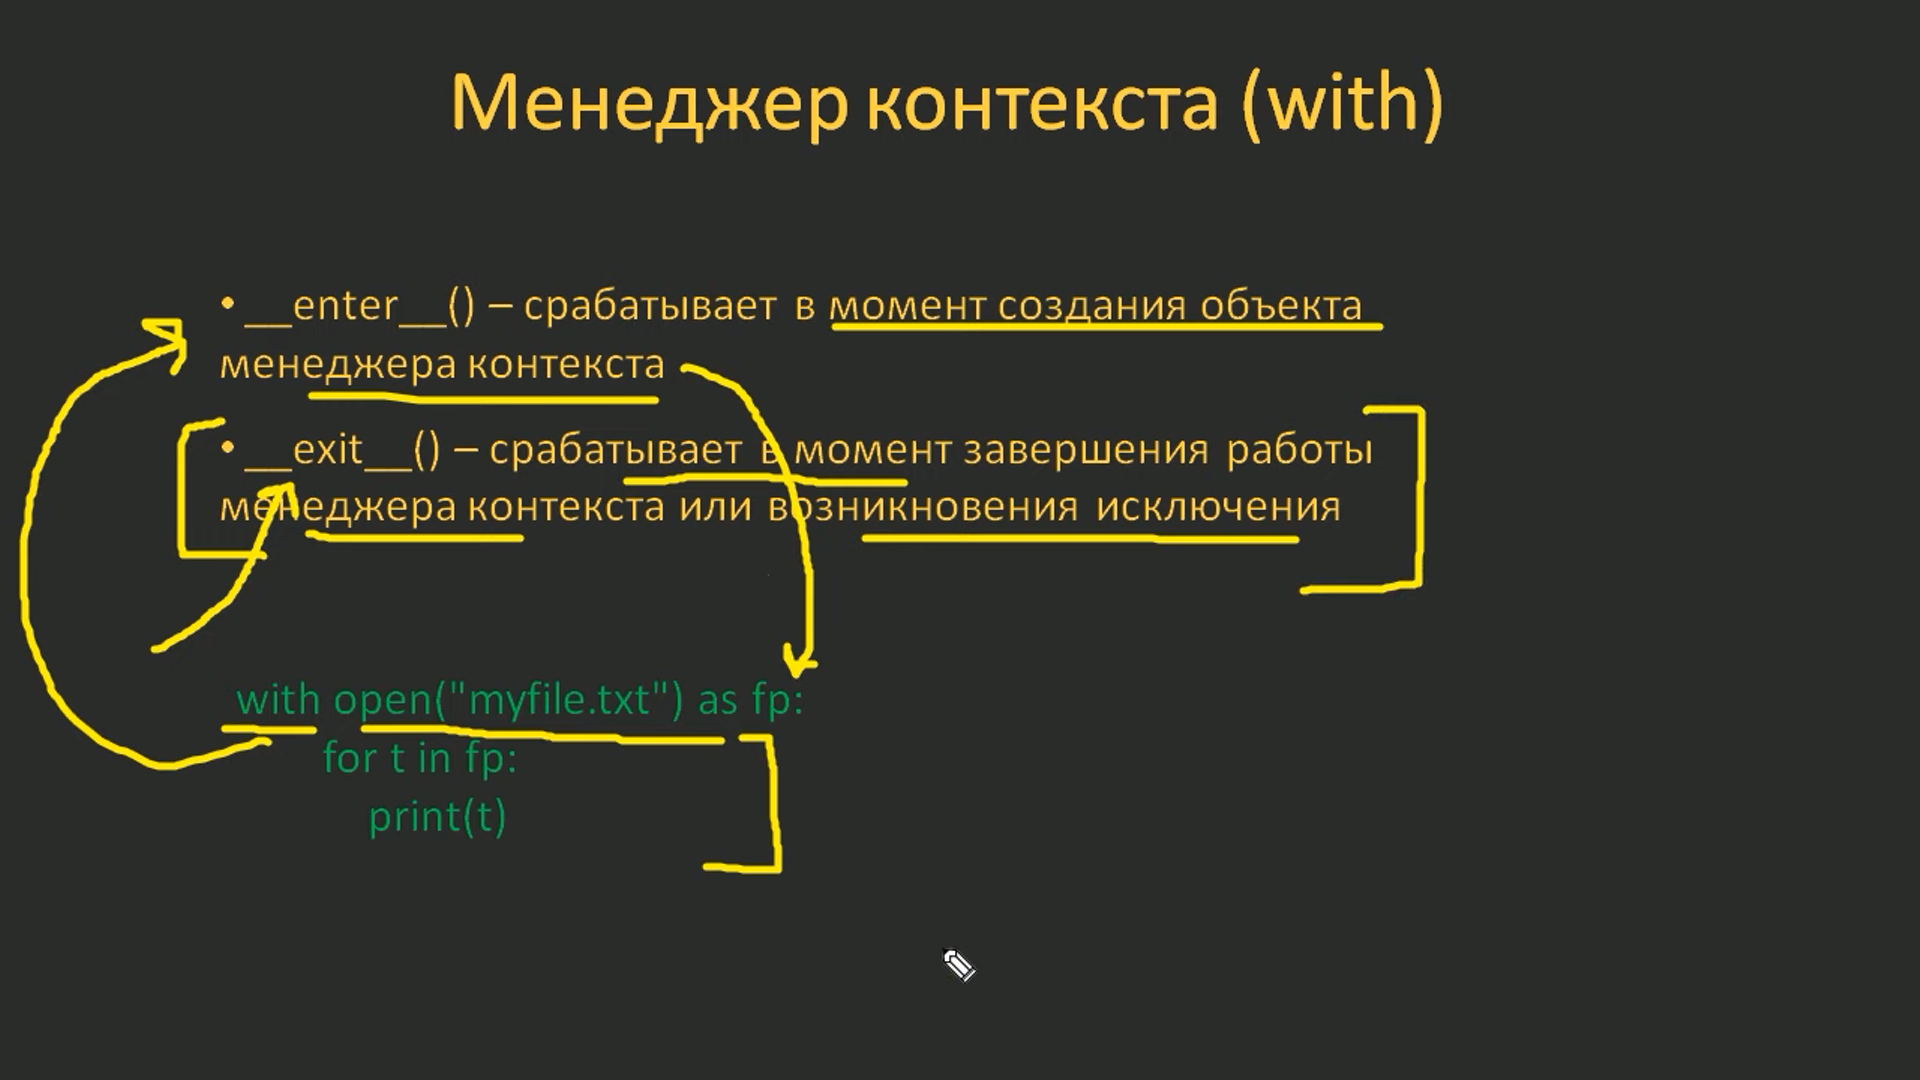 Менеджер контекста (with)
• __enter__() – срабатывает в момент создания объекта
менеджера контекста
• __exit__() – срабатывает в момент завершения работы
менеджера контекста или возникновения исключения
with open("myfile.txt") as fp:
for t in fp:
print(t)